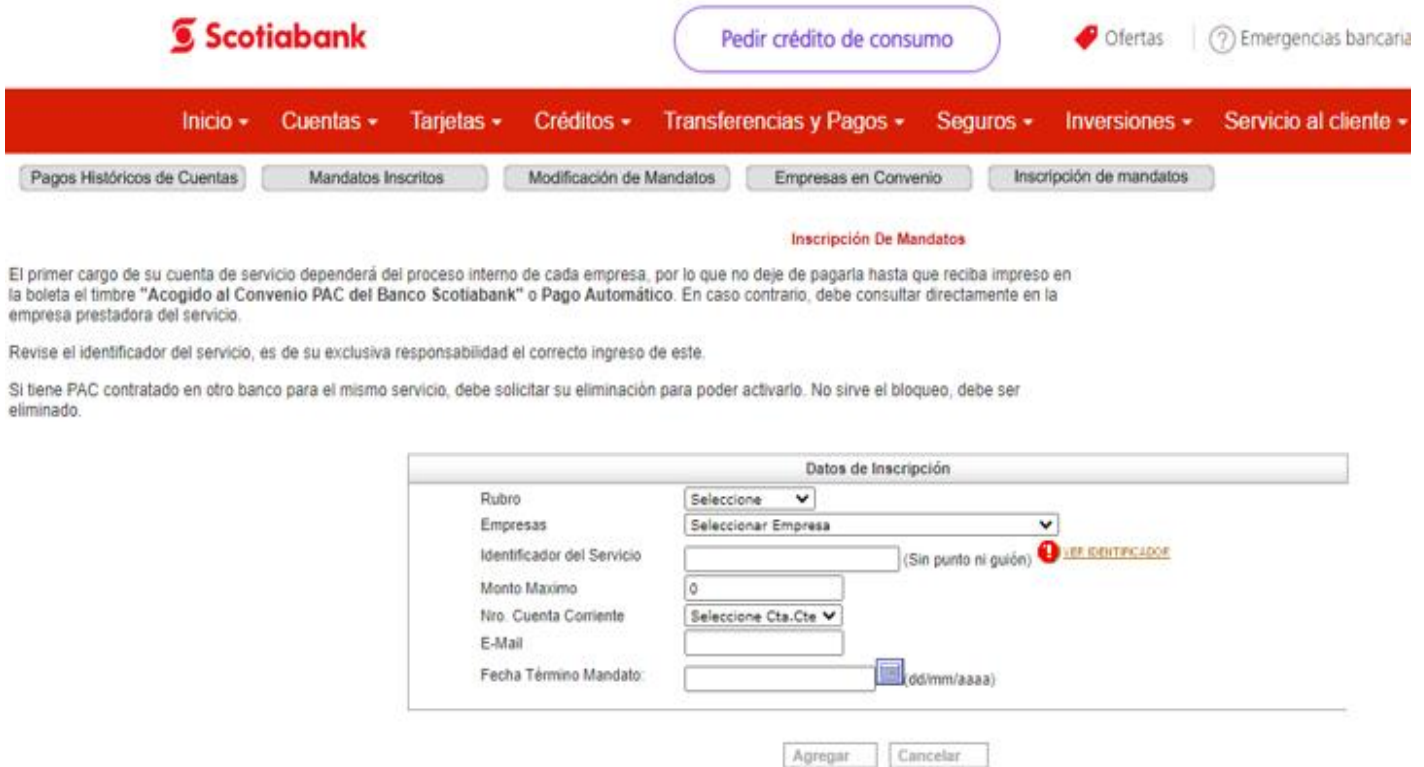 Scotiabank
Pedir crédito de consumo
Ofertas
Emergencias bancaria
Inicio
Cuentas
Tarjetas
Créditos
Transferencias y Pagos
Seguros
Inversiones
Servicio al cliente
Pagos Históricos de Cuentas
Mandatos Inscritos
Modificación de Mandatos
Empresas en Convenio
Inscripción de mandatos
Inscripción De Mandatos
El primer cargo de su cuenta de servicio dependerá del proceso interno de cada empresa, por lo que no deje de pagarla hasta que reciba impreso en
la boleta el timbre "Acogido al Convenio PAC del Banco Scotiabank" o Pago Automático. En caso contrario, debe consultar directamente en la
empresa prestadora del servicio.
Revise el identificador del servicio, es de su exclusiva responsabilidad el correcto ingreso de este.
Si tiene PAC contratado en otro banco para el mismo servicio, debe solicitar su eliminación para poder activarlo. No sirve el bloqueo, debe ser
eliminado.
Datos de Inscripción
Rubro
Seleccione
Empresas
Seleccionar Empresa
Identificador del Servicio
(Sin punto ni guión)
VER IDENTIFICADOR
Monto Maximo
0
Nro. Cuenta Corriente
Seleccione Cta.Cte
E-Mail
Fecha Término Mandato:
(dd/mm/aaaa)
Agregar
Cancelar